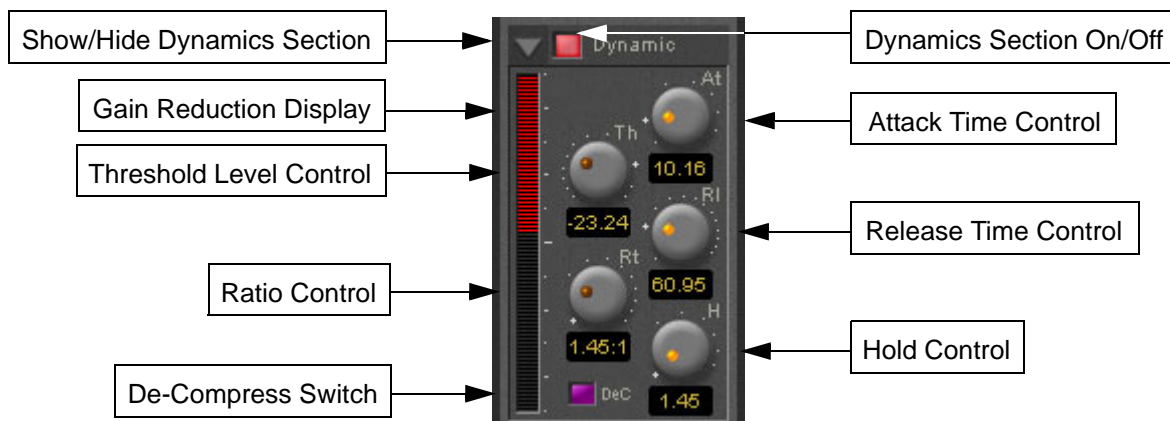 Show/Hide Dynamics Section
Dynamic
Dynamics Section On/Off
Gain Reduction Display
At
Attack Time Control
Th
10.16
Threshold Level Control
-23.24
Rl
Release Time Control
Rt
60.95
Ratio Control
1.45:1
H
Hold Control
De-Compress Switch
DeC
1.45